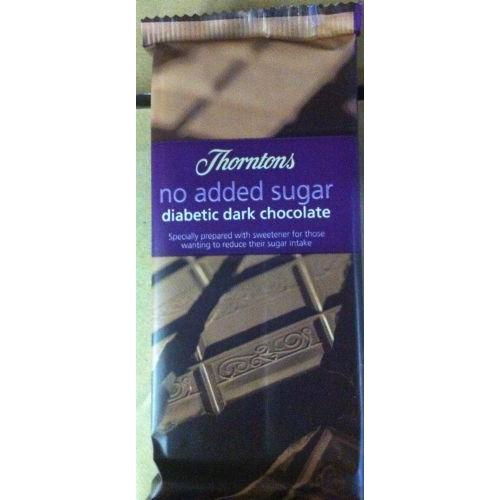 Thorntons
no added sugar
diabetic dark chocolate
Specially prepared with sweetener for those
wanting to reduce their sugar intake